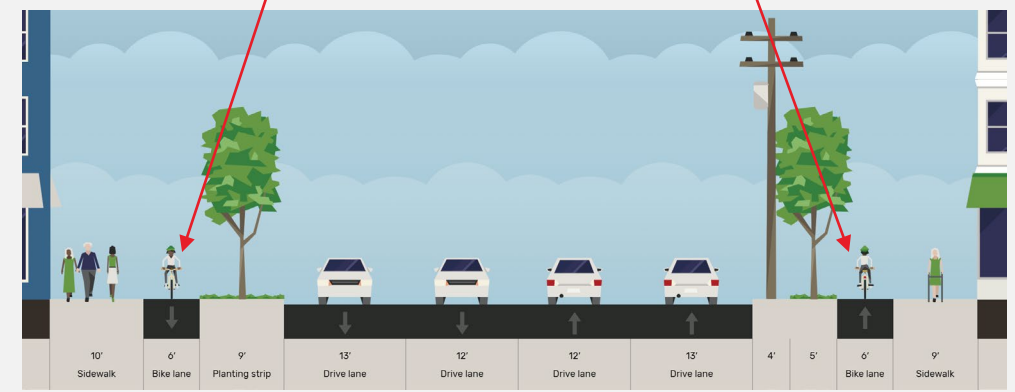 10' 6' 9' 13' 12' 12' 13' 4' 5' 6' 9'
Sidewalk Bike lane Planting strip Drive lane Drive lane Drive lane Drive lane Bike lane Sidewalk